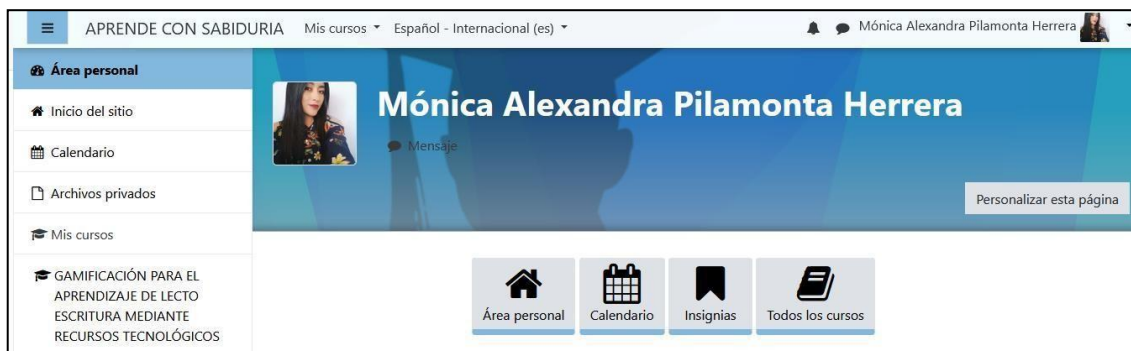 APRENDE CON SABIDURIA Mis cursos Español - Internacional (es) Mónica Alexandra Pilamonta Herrera
Área personal
Inicio del sitio
Calendario
Archivos privados
Mis cursos
GAMIFICACIÓN PARA EL
APRENDIZAJE DE LECTO
ESCRITURA MEDIANTE
RECURSOS TECNOLÓGICOS
Mónica Alexandra Pilamonta Herrera
Mensaje
Personalizar esta página
Área personal Calendario Insignias Todos los cursos